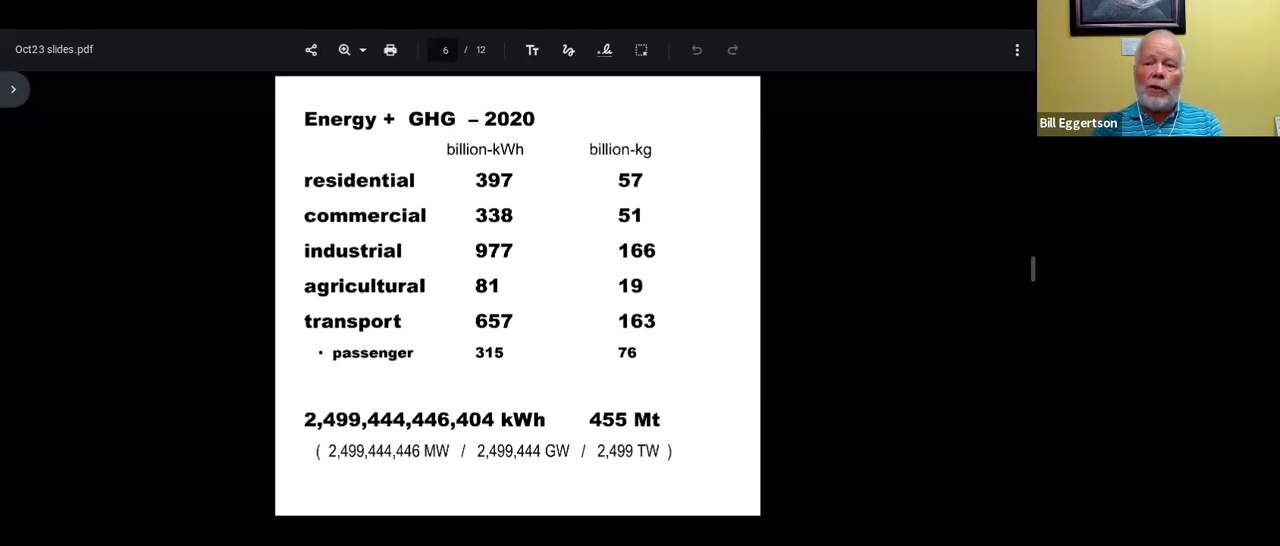 Oct23 slides.pdf
6 / 12
Energy + GHG – 2020
billion-kWh billion-kg
residential 397 57
commercial 338 51
industrial 977 166
agricultural 81 19
transport 657 163
· passenger 315 76
2,499,444,446,404 kWh 455 Mt
( 2,499,444,446 MW / 2,499,444 GW / 2,499 TW )
Bill Eggertson